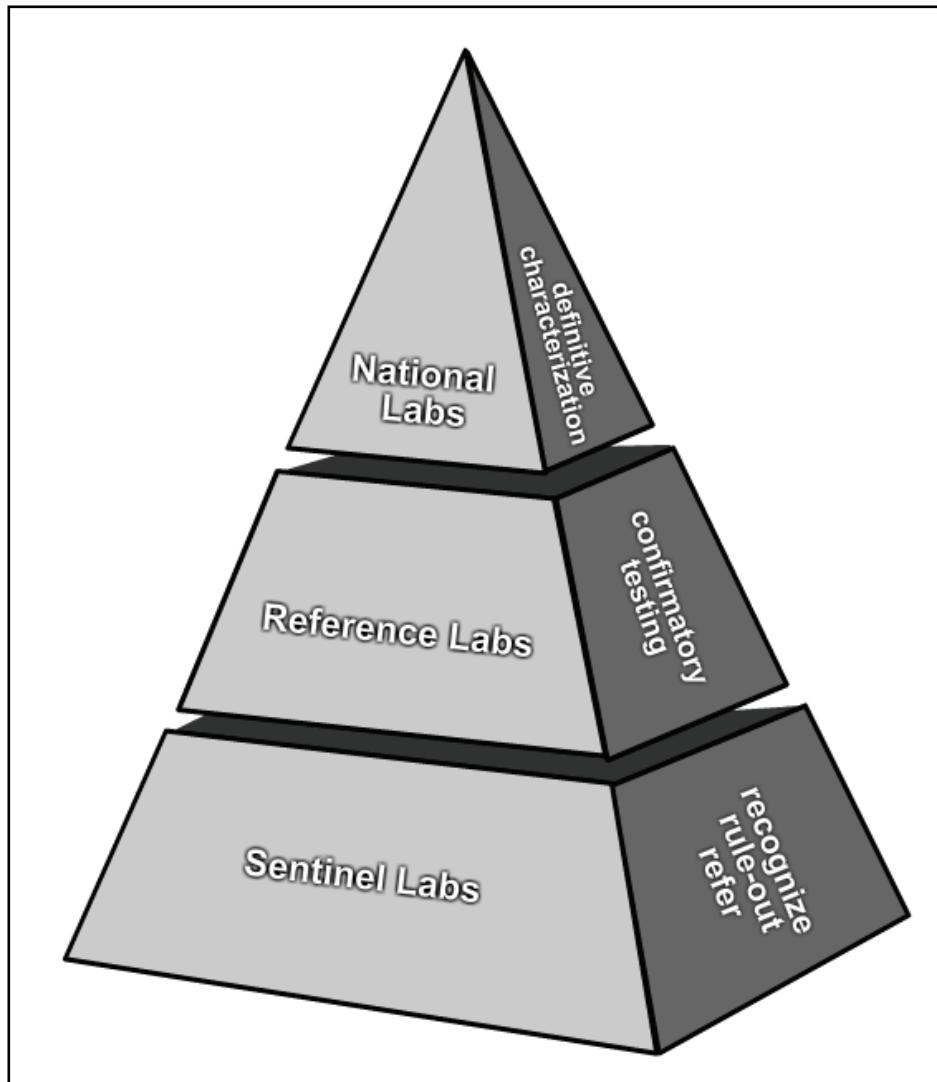 National
Labs
definitive
characterization
Reference Labs
confirmatory
testing
Sentinel Labs
recognize
rule-out
refer